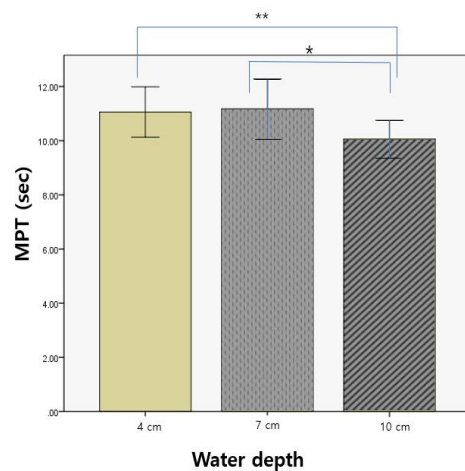 **
*
12.00
10.00
8.00
6.00
4.00
2.00
.00
MPT (sec)
4 cm
7 cm
10 cm
Water depth